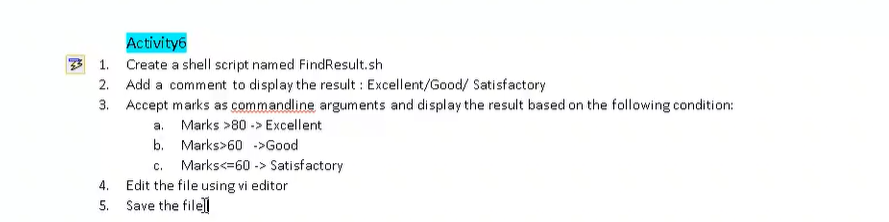 Activity6
1. Create a shell script named FindResult.sh
2. Add a comment to display the result : Excellent/Good/ Satisfactory
3. Accept marks as commandline arguments and display the result based on the following condition:
a. Marks >80 -> Excellent
b. Marks>60 ->Good
c. Marks<=60 -> Satisfactory
4. Edit the file using vi editor
5. Save the file